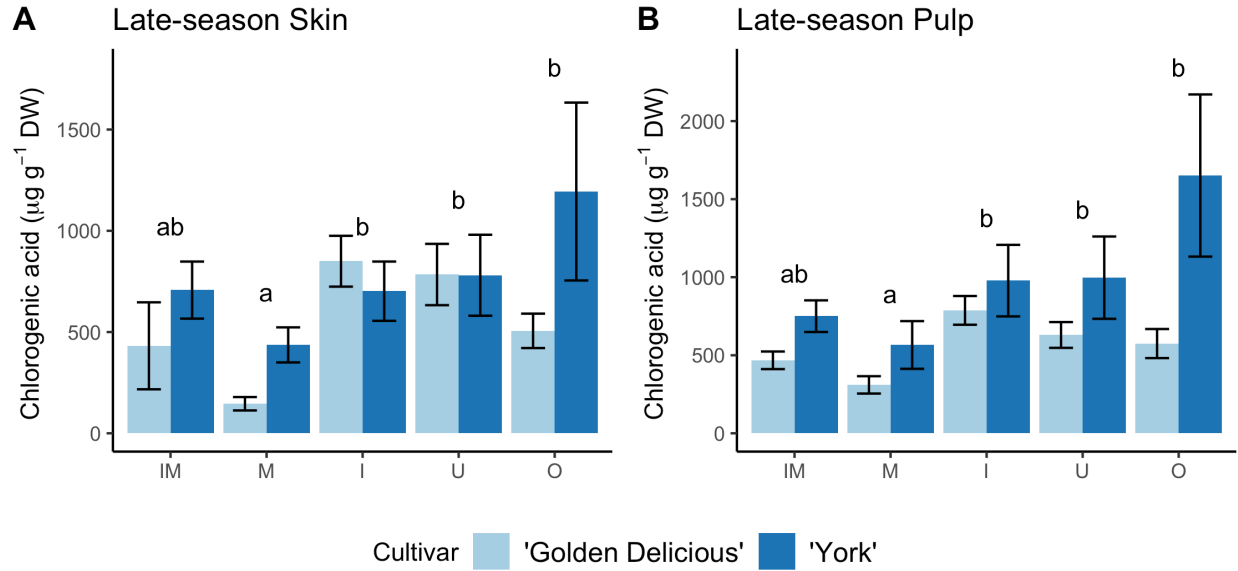 A Late-season Skin
Chlorogenic acid (μg g⁻¹ DW)
1500
1000
500
0
ab
a
b
b
b
IM M I U O
B Late-season Pulp
Chlorogenic acid (μg g⁻¹ DW)
2000
1500
1000
500
0
ab
a
b
b
b
IM M I U O
Cultivar 'Golden Delicious' 'York'